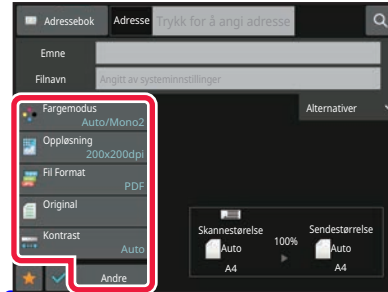 Adressebok Adresse Trykk for å angi adresse
Emne
Filnavn Angitt av systeminnstillinger
Fargemodus
Auto/Mono2
Alternativer
Oppløsning
200x200dpi
Fil Format
PDF
Original
Kontrast
Auto
Skannestørelse
Auto
A4
100%
Sendestørrelse
Auto
A4
Andre